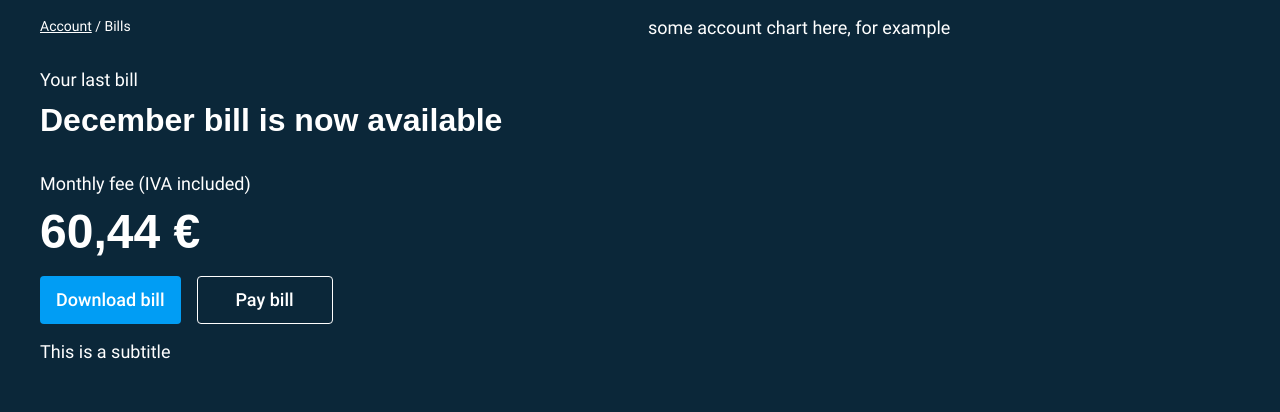 Account / Bills
some account chart here, for example
Your last bill
December bill is now available
Monthly fee (IVA included)
60,44 €
Download bill
Pay bill
This is a subtitle